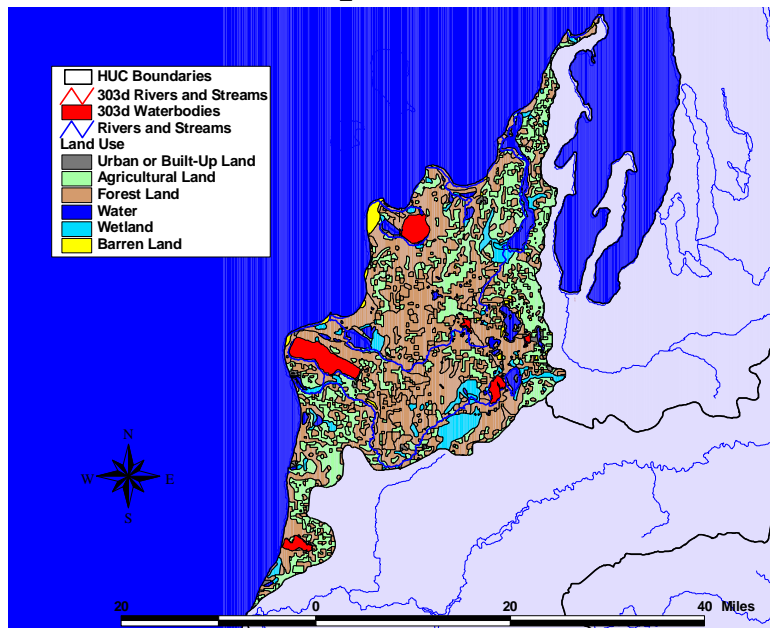 HUC Boundaries
303d Rivers and Streams
303d Waterbodies
Rivers and Streams
Land Use
Urban or Built-Up Land
Agricultural Land
Forest Land
Water
Wetland
Barren Land
N
W E
S
20 0 20 40 Miles